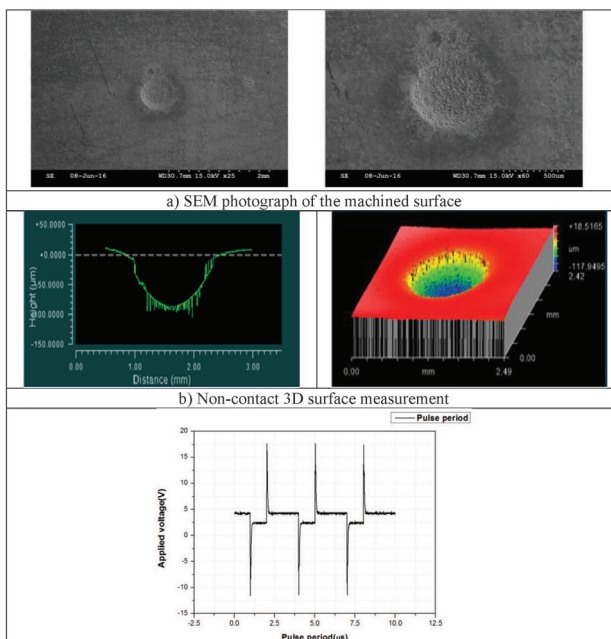 SE 08-Jun-16 WD30.7mm 15.0kV x25 2mm
SE 08-Jun-16 WD30.7mm 15.0kV x60 500um
a) SEM photograph of the machined surface
+50.0000
+0.0000
-50.0000
-100.0000
-150.0000
Height (µm)
0.00 1.00 2.00 3.00
Distance (mm)
+18.5165
um
-117.9495
2.42
mm
0.00
0.00 mm 2.49
b) Non-contact 3D surface measurement
Pulse period
20
15
10
5
0
-5
-10
-15
Applied voltage(V)
-2.5 0.0 2.5 5.0 7.5 10.0 12.5
Pulse period(µs)